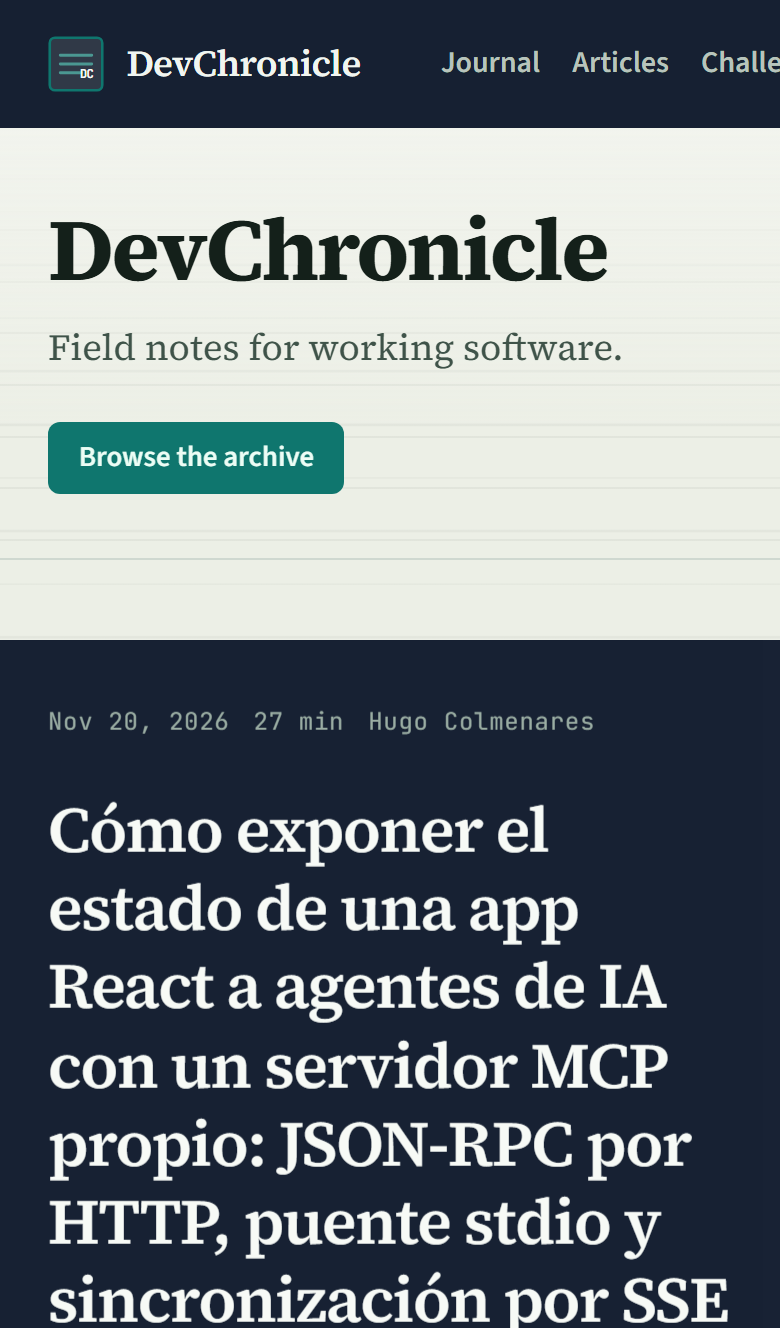 DC
DevChronicle
Journal Articles Challe
DevChronicle
Field notes for working software.
Browse the archive
Nov 20, 2026 27 min Hugo Colmenares
Cómo exponer el
estado de una app
React a agentes de IA
con un servidor MCP
propio: JSON-RPC por
HTTP, puente stdio y
sincronización por SSE